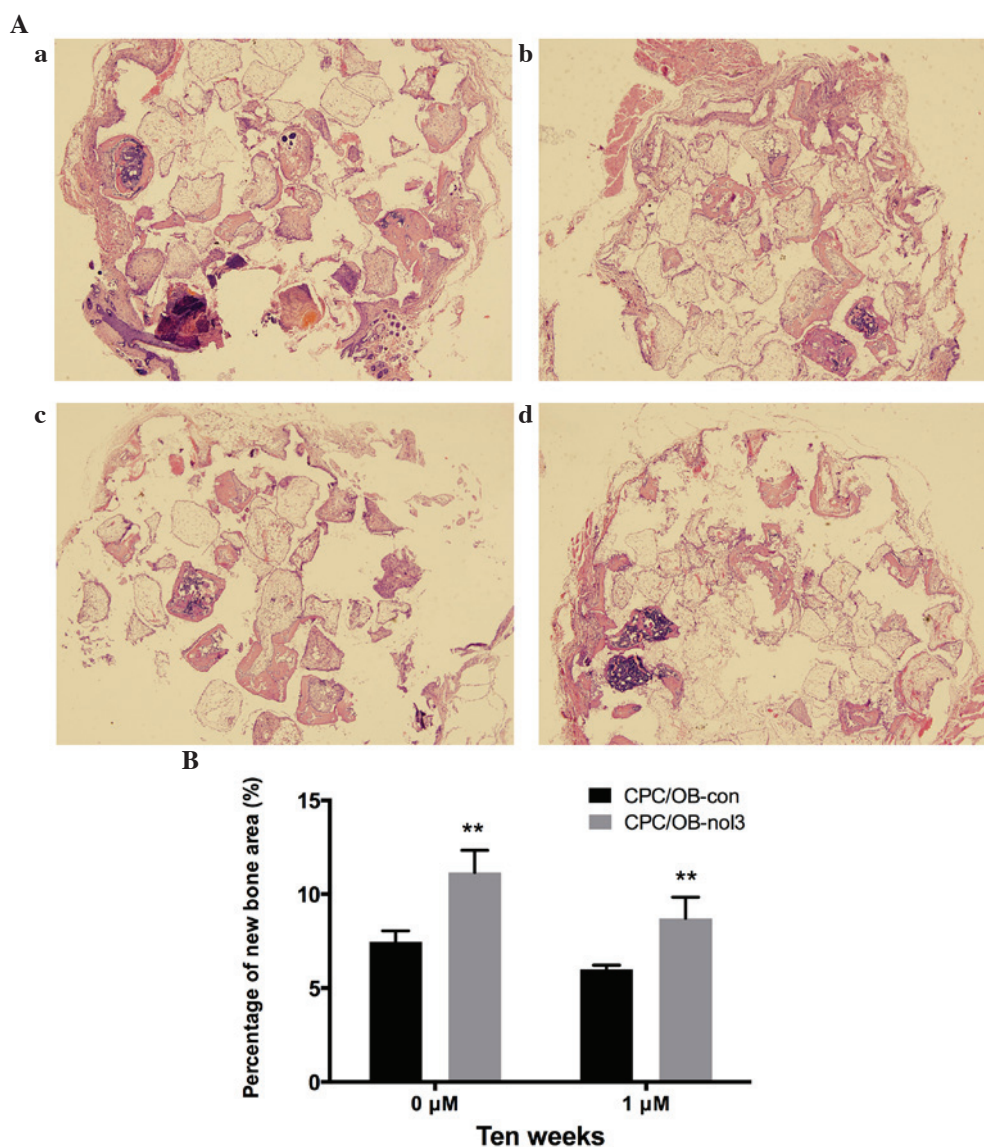 A
a
b
c
d
B
Percentage of new bone area (%)
15
10
5
0
CPC/OB-con
CPC/OB-nol3
**
**
0 µM
1 µM
Ten weeks